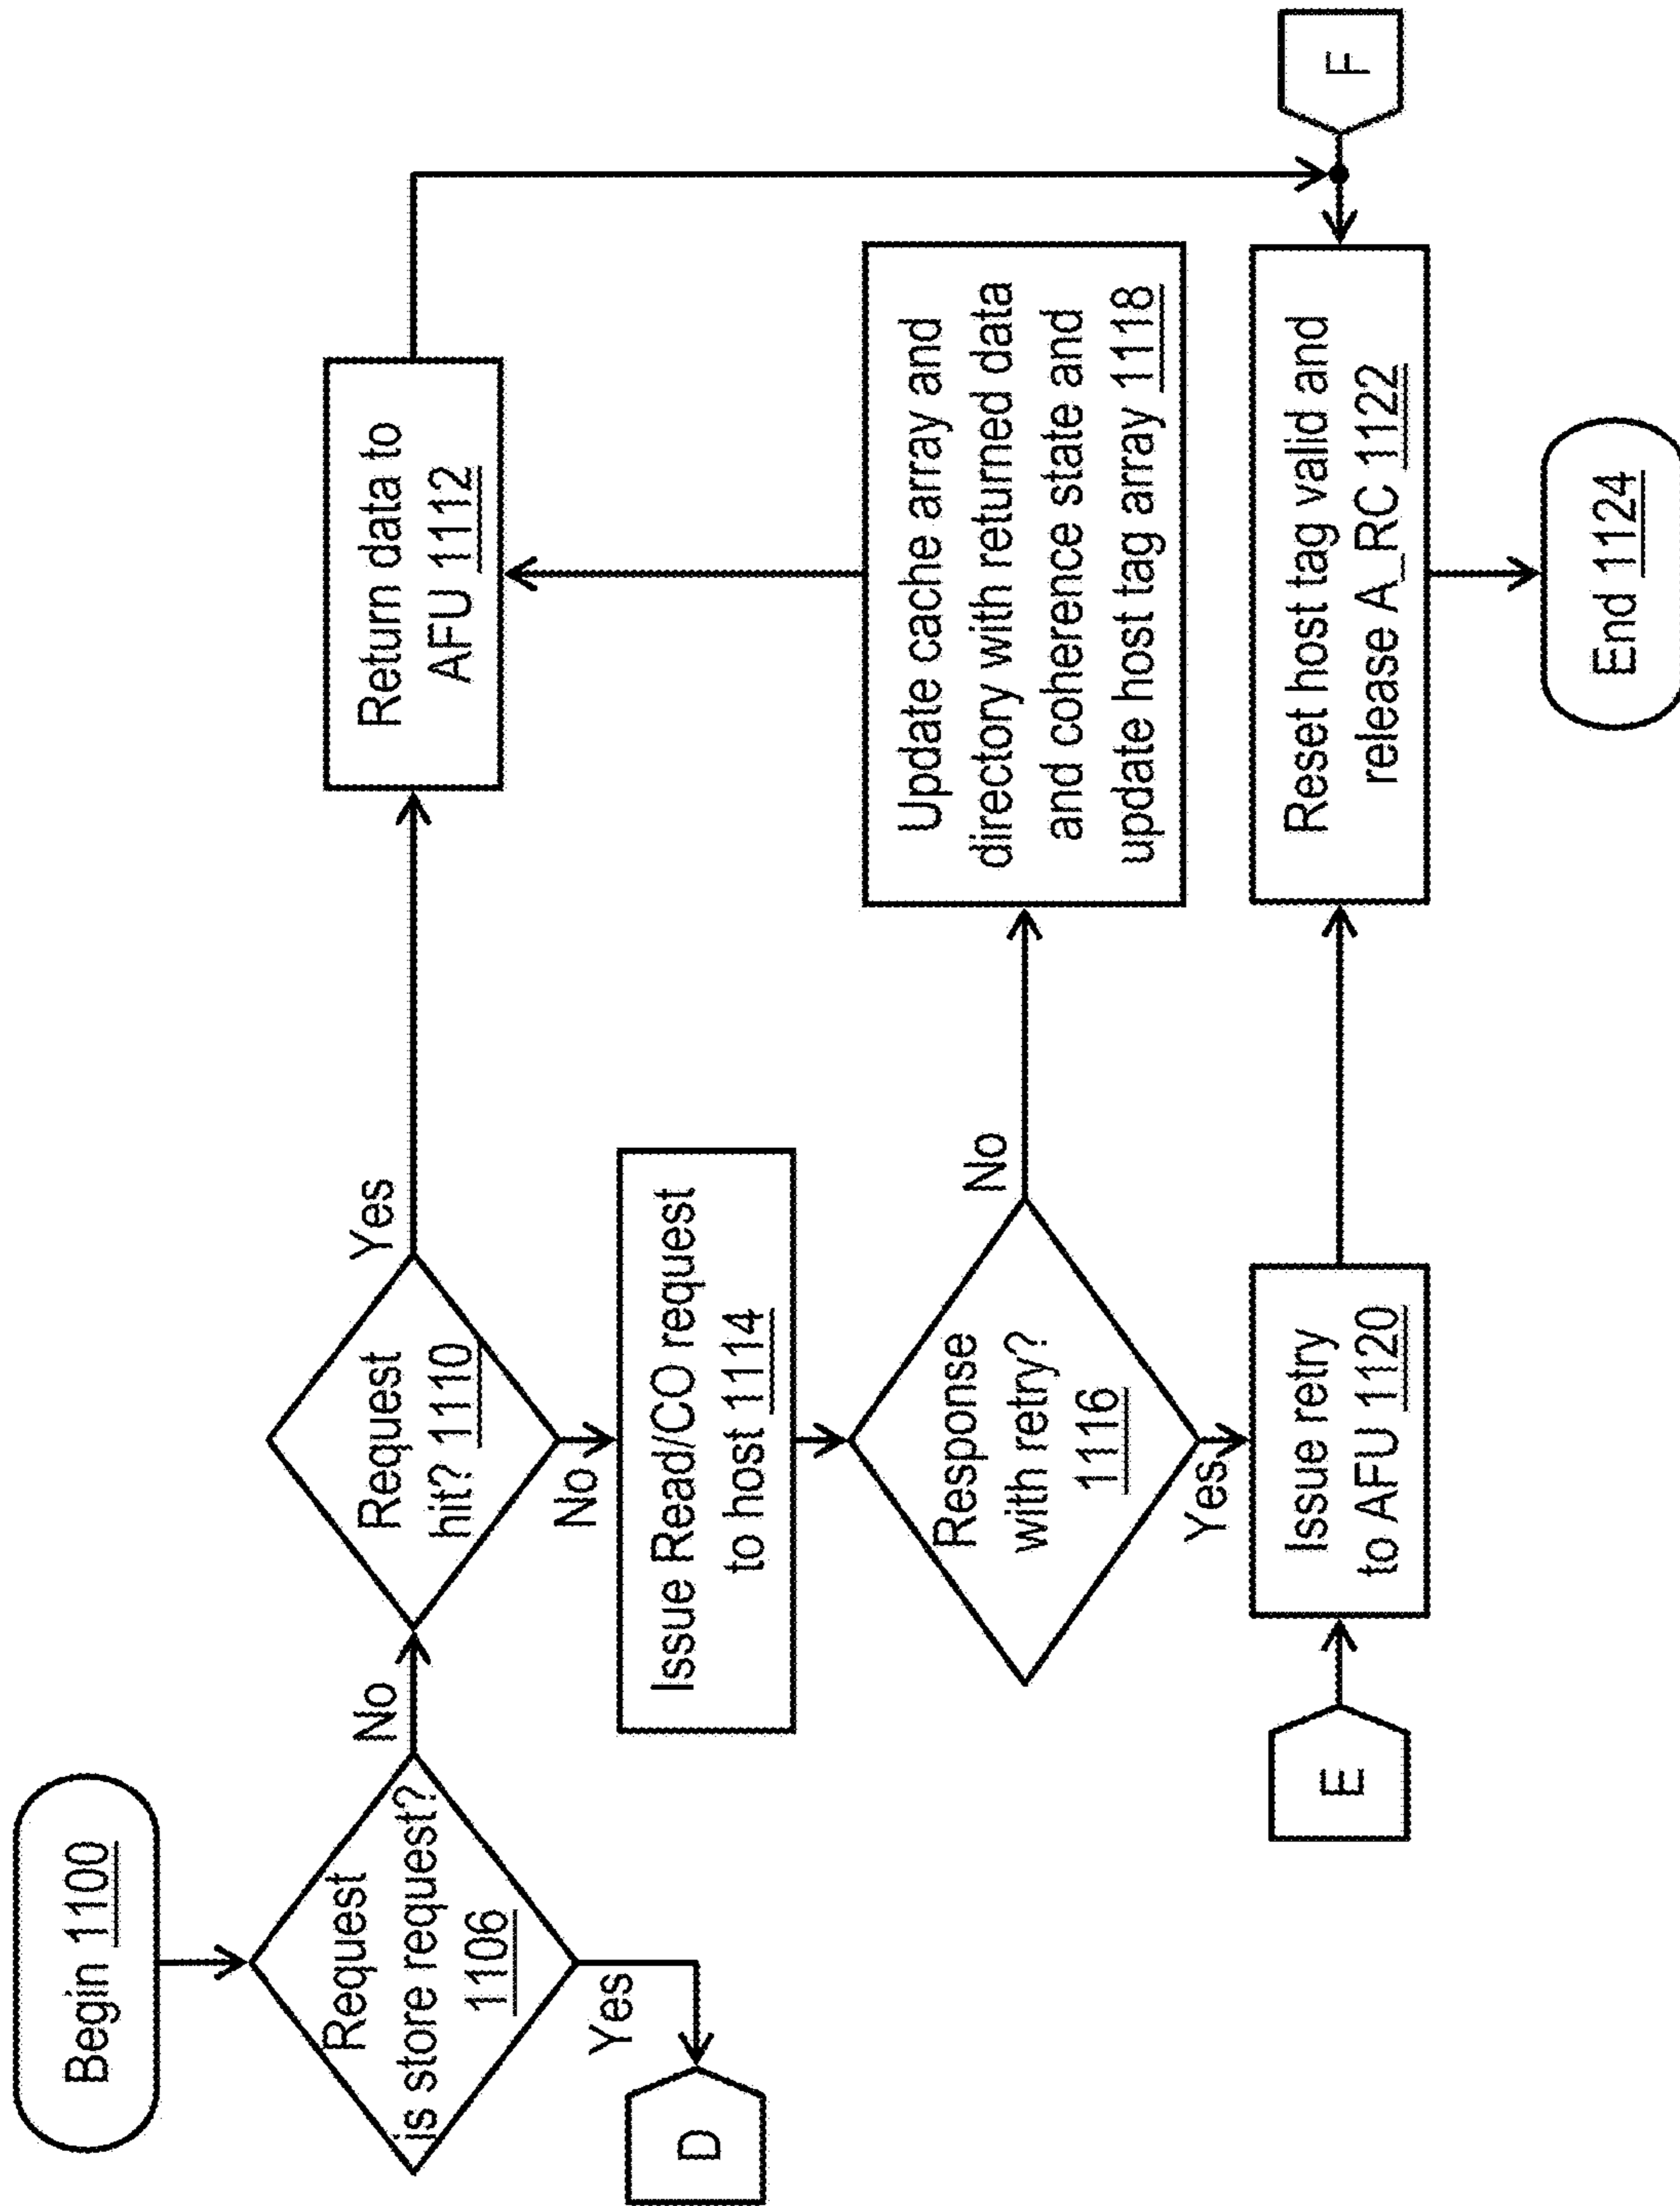 Begin 1100
Request
is store request?
1106
No
Yes
D
Request
hit? 1110
Yes
No
Return data to
AFU 1112
Issue Read/CO request
to host 1114
Response
with retry?
1116
No
Yes
Update cache array and
directory with returned data
and coherence state and
update host tag array 1118
E
Issue retry
to AFU 1120
Reset host tag valid and
release A_RC 1122
F
End 1124